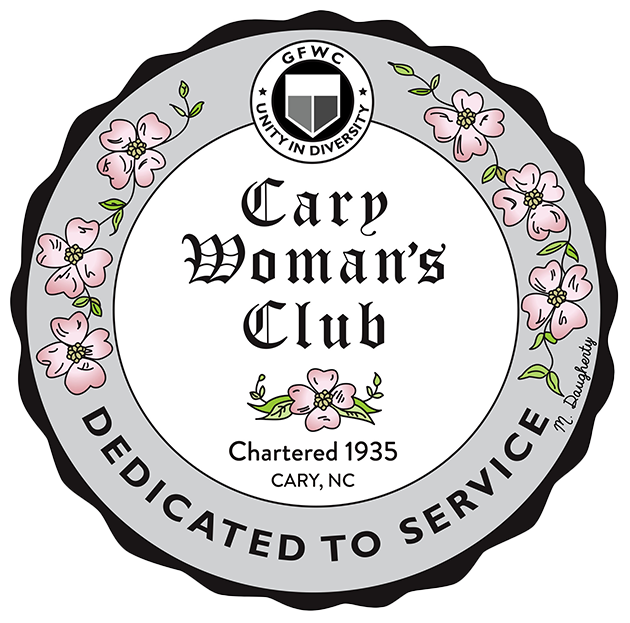 GFWC
UNITY IN DIVERSITY
Cary
Woman's
Club
Chartered 1935
CARY, NC
DEDICATED TO SERVICE
M. Daugherty